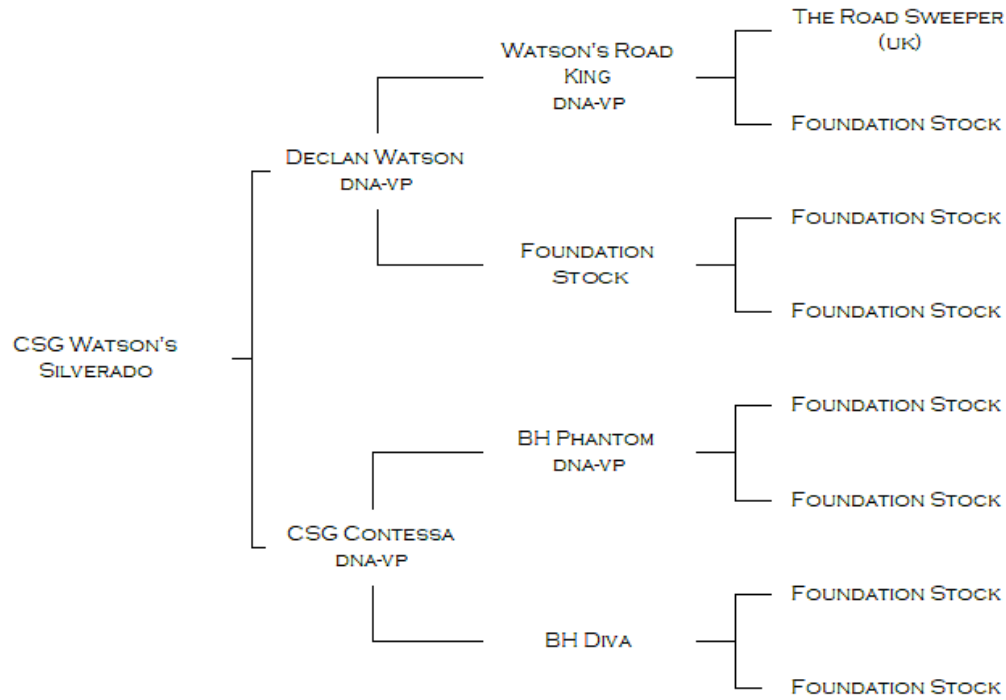 The Road Sweeper
(uk)
Watson's Road
King
DNA-VP
Foundation Stock
Declan Watson
DNA-VP
Foundation Stock
Foundation
Stock
Foundation Stock
CSG Watson's
Silverado
Foundation Stock
BH Phantom
DNA-VP
Foundation Stock
CSG Contessa
DNA-VP
Foundation Stock
BH Diva
Foundation Stock